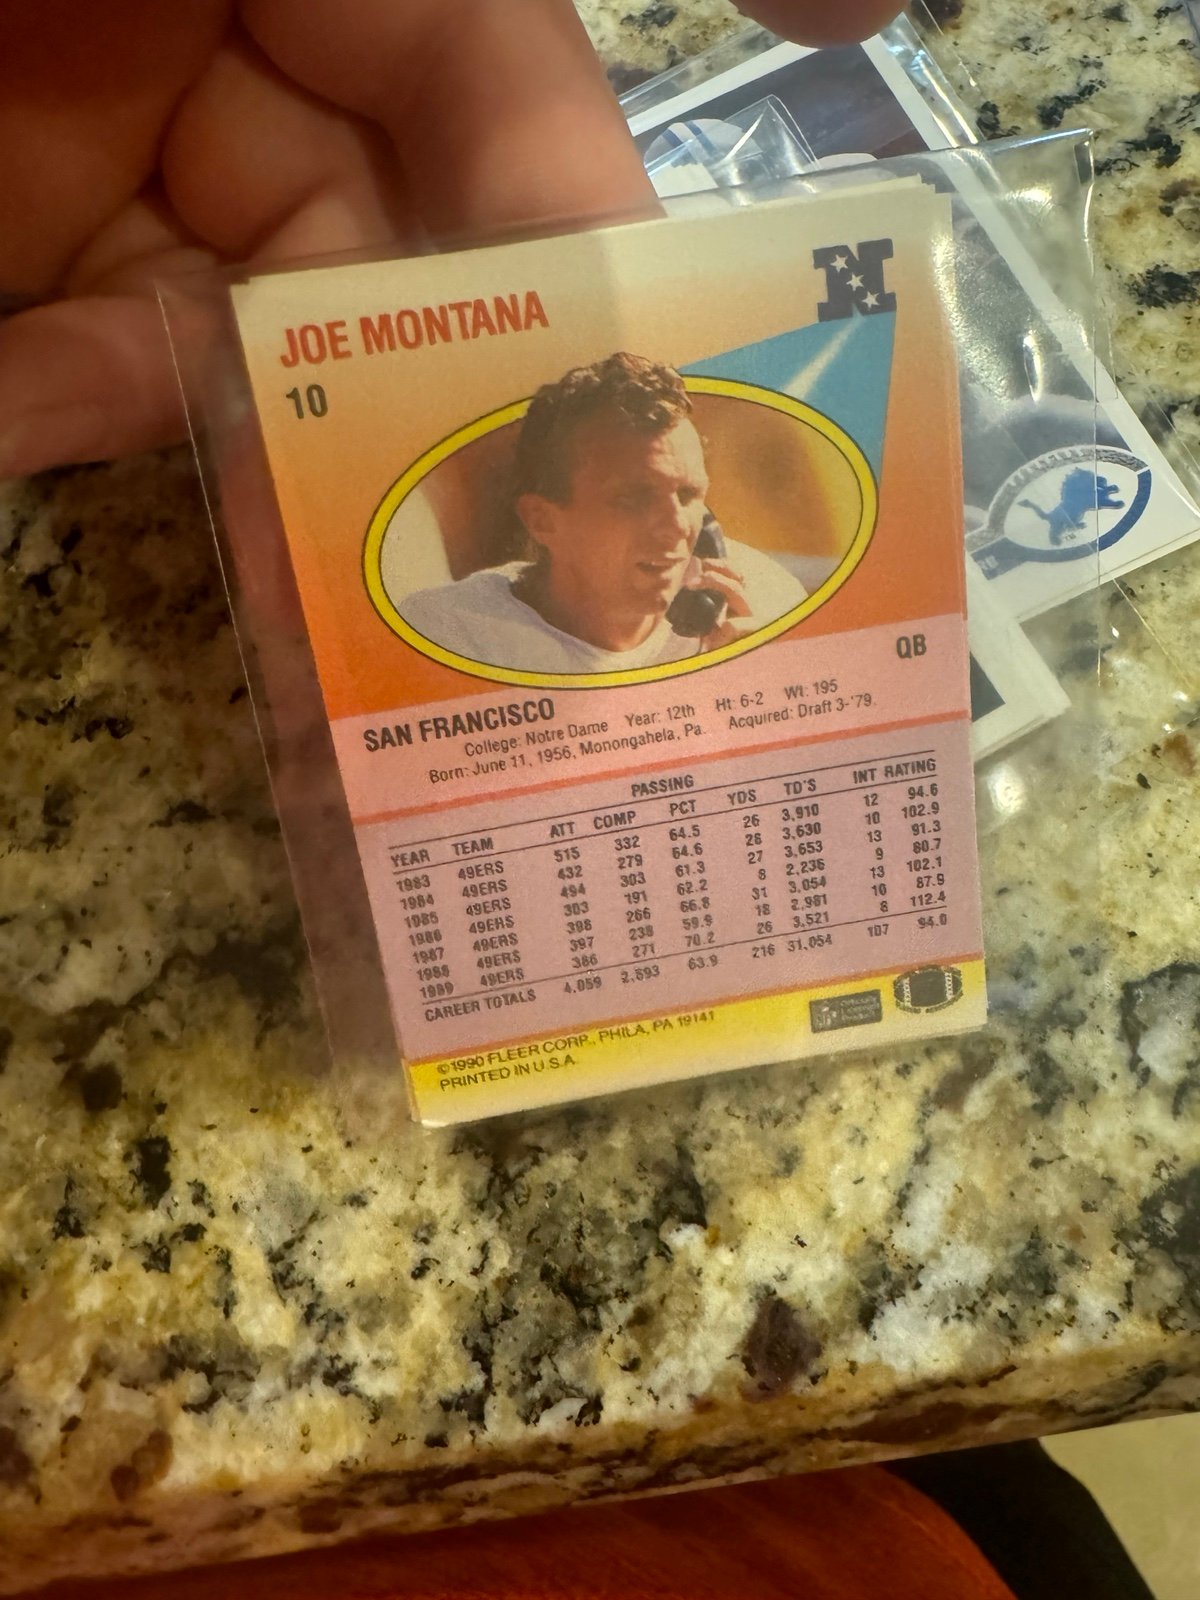 JOE MONTANA
10
N
QB
SAN FRANCISCO
College: Notre Dame Year: 12th Ht: 6-2 Wt: 195
Born: June 11, 1956, Monongahela, Pa. Acquired: Draft 3-'79.
PASSING
YEAR TEAM ATT COMP PCT YDS TD'S INT RATING
1983 49ERS 515 332 64.5 26 3,910 12 94.6
1984 49ERS 432 279 64.6 28 3,630 10 102.9
1985 49ERS 494 303 61.3 27 3,653 13 91.3
1986 49ERS 303 191 62.2 8 2,236 9 80.7
1987 49ERS 398 266 66.8 31 3,054 13 102.1
1988 49ERS 397 238 59.9 18 2,981 10 87.9
1989 49ERS 386 271 70.2 26 3,521 8 112.4
CAREER TOTALS 4,059 2,593 63.9 216 31,054 107 94.0
©1990 FLEER CORP., PHILA, PA 19141
PRINTED IN U.S.A.